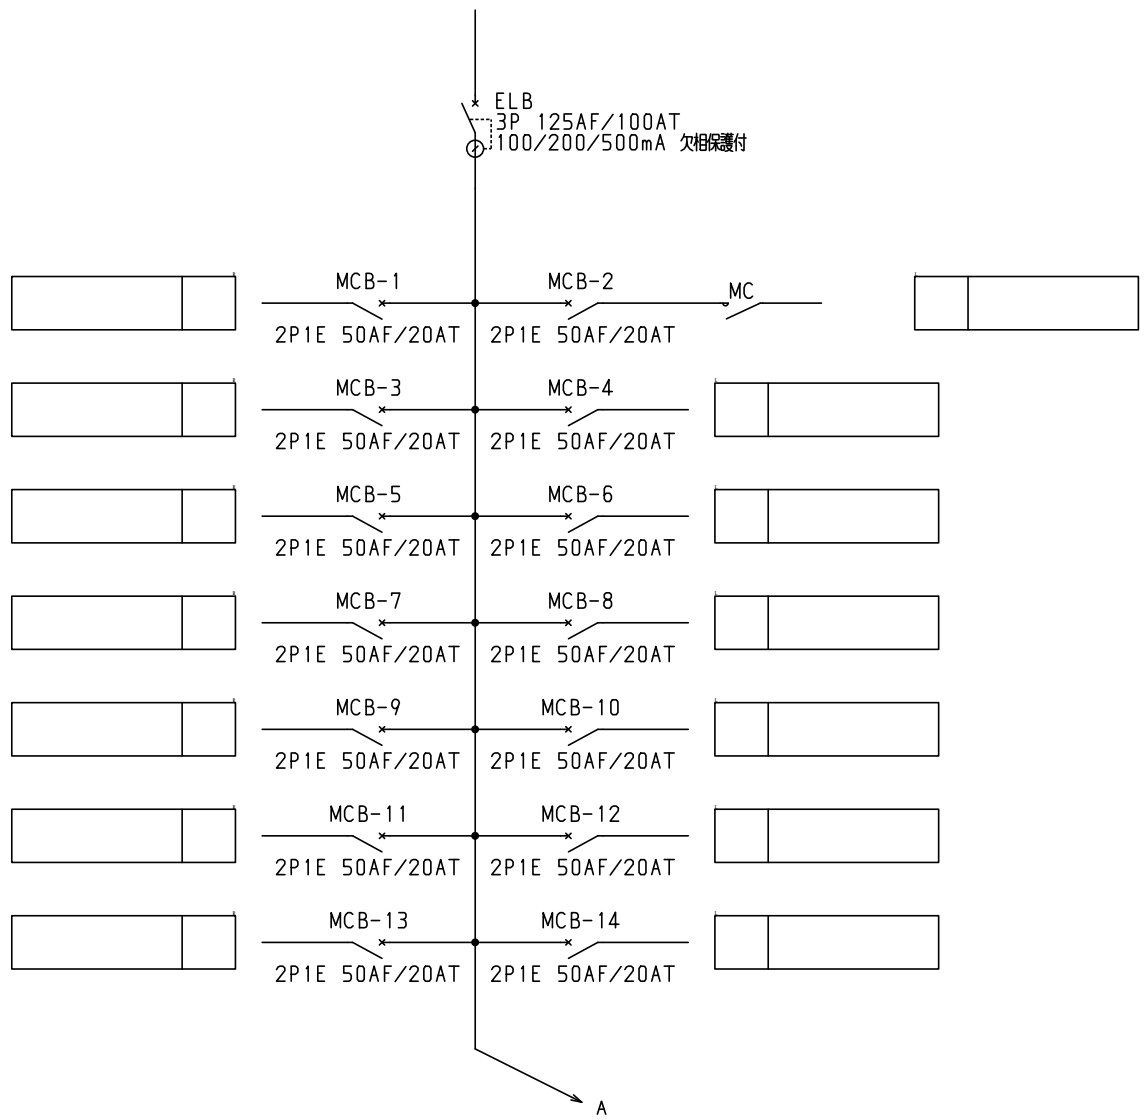 ELB
3P 125AF/100AT
100/200/500mA 欠相保護付
MCB-1 MCB-2 MC
2P1E 50AF/20AT 2P1E 50AF/20AT
MCB-3 MCB-4
2P1E 50AF/20AT 2P1E 50AF/20AT
MCB-5 MCB-6
2P1E 50AF/20AT 2P1E 50AF/20AT
MCB-7 MCB-8
2P1E 50AF/20AT 2P1E 50AF/20AT
MCB-9 MCB-10
2P1E 50AF/20AT 2P1E 50AF/20AT
MCB-11 MCB-12
2P1E 50AF/20AT 2P1E 50AF/20AT
MCB-13 MCB-14
2P1E 50AF/20AT 2P1E 50AF/20AT
A